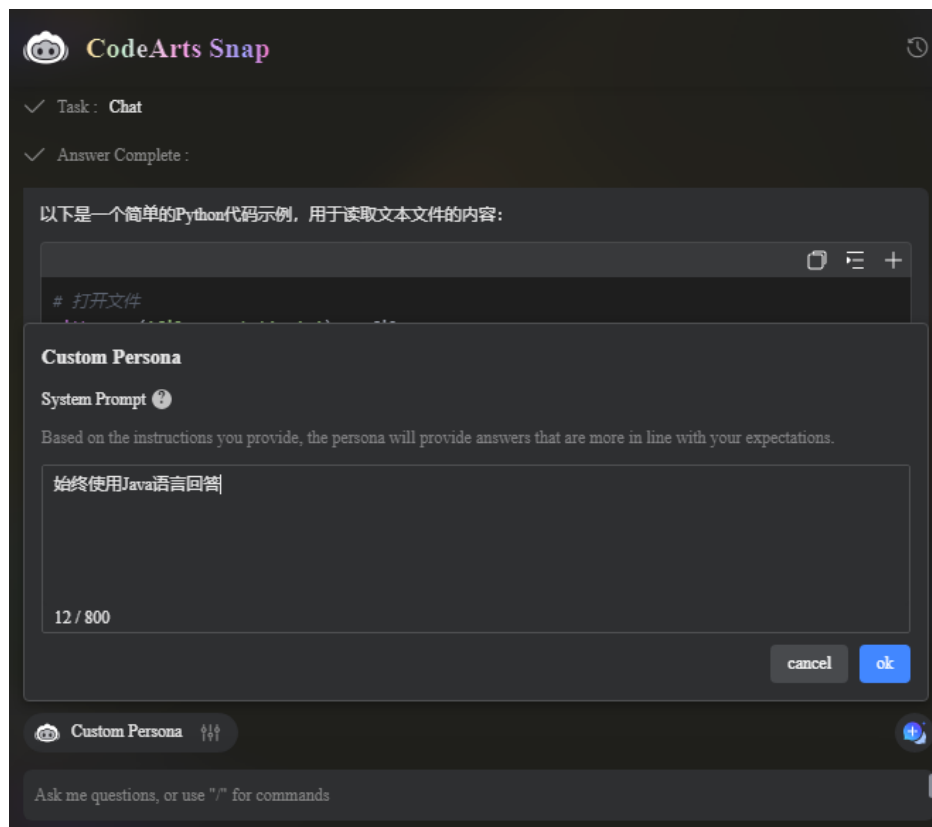 CodeArts Snap
Task : Chat
Answer Complete :
以下是一个简单的Python代码示例，用于读取文本文件的内容：
# 打开文件
Custom Persona
System Prompt ?
Based on the instructions you provide, the persona will provide answers that are more in line with your expectations.
始终使用Java语言回答
12 / 800
cancel ok
Custom Persona
Ask me questions, or use "/" for commands